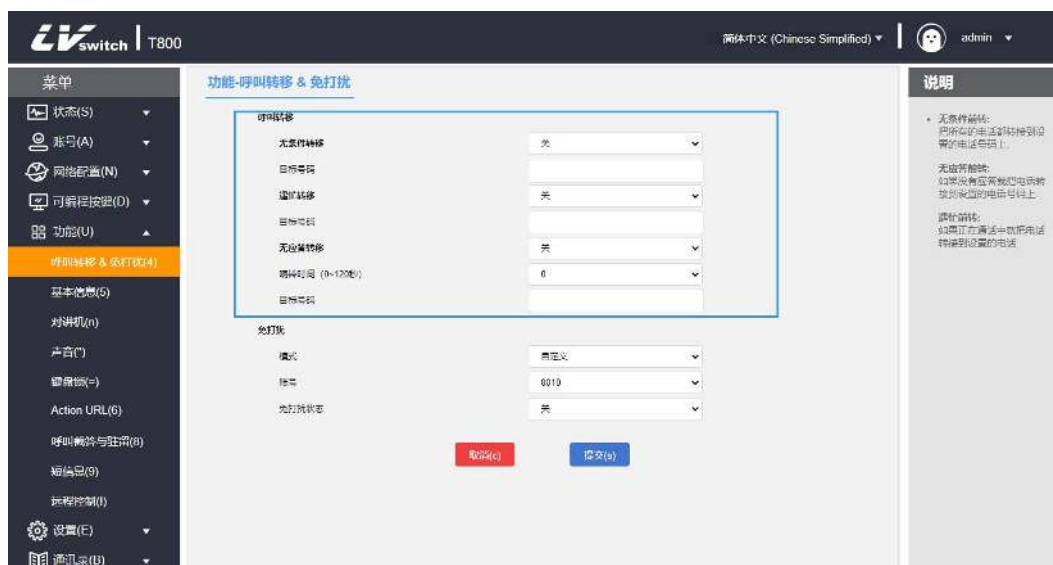 LVswitch | T800
简体中文 (Chinese Simplified)
admin
菜单
状态(S)
账号(A)
网络配置(N)
可编程按键(D)
功能(U)
呼叫转移 & 免打扰(4)
基本信息(5)
对讲机(n)
声音(")
键盘锁(=)
Action URL(6)
呼叫截答与驻留(8)
短信息(9)
远程控制(I)
设置(E)
通讯录(B)
功能-呼叫转移 & 免打扰
呼叫转移
无条件转移
关
目标号码
遇忙转移
关
目标号码
无应答转移
关
响铃时间 (0~120秒)
0
目标号码
免打扰
模式
自定义
账号
0010
免打扰状态
关
取消(c)
提交(s)
说明
无条件前转:
把所有的电话都转接到设
置的电话号码上.
无应答前转:
如果没有应答就把电话转
接到设置的电话号码上
遇忙前转:
如果正在通话中就把电话
转接到设置的电话